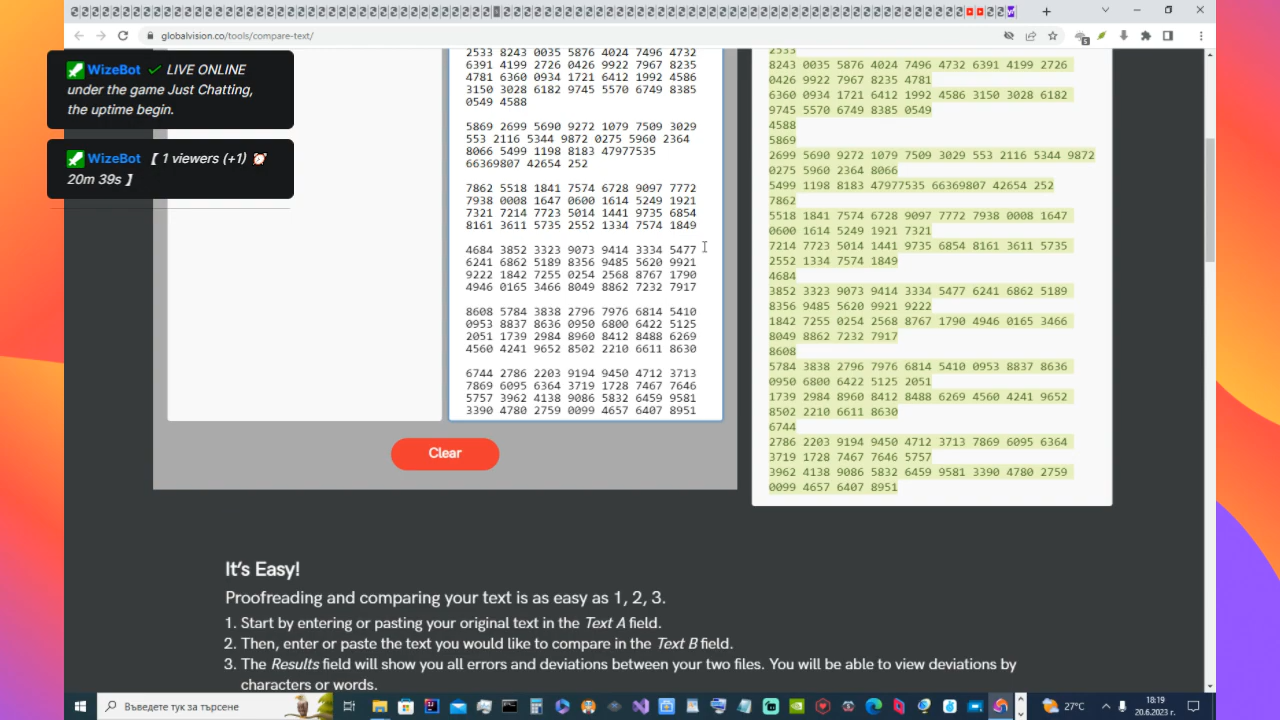 globalvision.co/tools/compare-text/
WizeBot ✓ LIVE ONLINE
under the game Just Chatting,
the uptime begin.
WizeBot 〘 1 viewers (+1) ⏰
20m 39s 〙
2533 8243 0035 5876 4024 7496 4732
6391 4199 2726 0426 9922 7967 8235
4781 6360 0934 1721 6412 1992 4586
3150 3028 6182 9745 5570 6749 8385
0549 4588
5869 2699 5690 9272 1079 7509 3029
553 2116 5344 9872 0275 5960 2364
8066 5499 1198 8183 47977535
66369807 42654 252
7862 5518 1841 7574 6728 9097 7772
7938 0008 1647 0600 1614 5249 1921
7321 7214 7723 5014 1441 9735 6854
8161 3611 5735 2552 1334 7574 1849
4684 3852 3323 9073 9414 3334 5477
6241 6862 5189 8356 9485 5620 9921
9222 1842 7255 0254 2568 8767 1790
4946 0165 3466 8049 8862 7232 7917
8608 5784 3838 2796 7976 6814 5410
0953 8837 8636 0950 6800 6422 5125
2051 1739 2984 8960 8412 8488 6269
4560 4241 9652 8502 2210 6611 8630
6744 2786 2203 9194 9450 4712 3713
7869 6095 6364 3719 1728 7467 7646
5757 3962 4138 9086 5832 6459 9581
3390 4780 2759 0099 4657 6407 8951
2533
8243 0035 5876 4024 7496 4732 6391 4199 2726
0426 9922 7967 8235 4781
6360 0934 1721 6412 1992 4586 3150 3028 6182
9745 5570 6749 8385 0549
4588
5869
2699 5690 9272 1079 7509 3029 553 2116 5344 9872
0275 5960 2364 8066
5499 1198 8183 47977535 66369807 42654 252
7862
5518 1841 7574 6728 9097 7772 7938 0008 1647
0600 1614 5249 1921 7321
7214 7723 5014 1441 9735 6854 8161 3611 5735
2552 1334 7574 1849
4684
3852 3323 9073 9414 3334 5477 6241 6862 5189
8356 9485 5620 9921 9222
1842 7255 0254 2568 8767 1790 4946 0165 3466
8049 8862 7232 7917
8608
5784 3838 2796 7976 6814 5410 0953 8837 8636
0950 6800 6422 5125 2051
1739 2984 8960 8412 8488 6269 4560 4241 9652
8502 2210 6611 8630
6744
2786 2203 9194 9450 4712 3713 7869 6095 6364
3719 1728 7467 7646 5757
3962 4138 9086 5832 6459 9581 3390 4780 2759
0099 4657 6407 8951
Clear
It's Easy!
Proofreading and comparing your text is as easy as 1, 2, 3.
1. Start by entering or pasting your original text in the Text A field.
2. Then, enter or paste the text you would like to compare in the Text B field.
3. The Results field will show you all errors and deviations between your two files. You will be able to view deviations by
characters or words.
Въведете тук за търсене
27°C
18:19
20.6.2023 г.